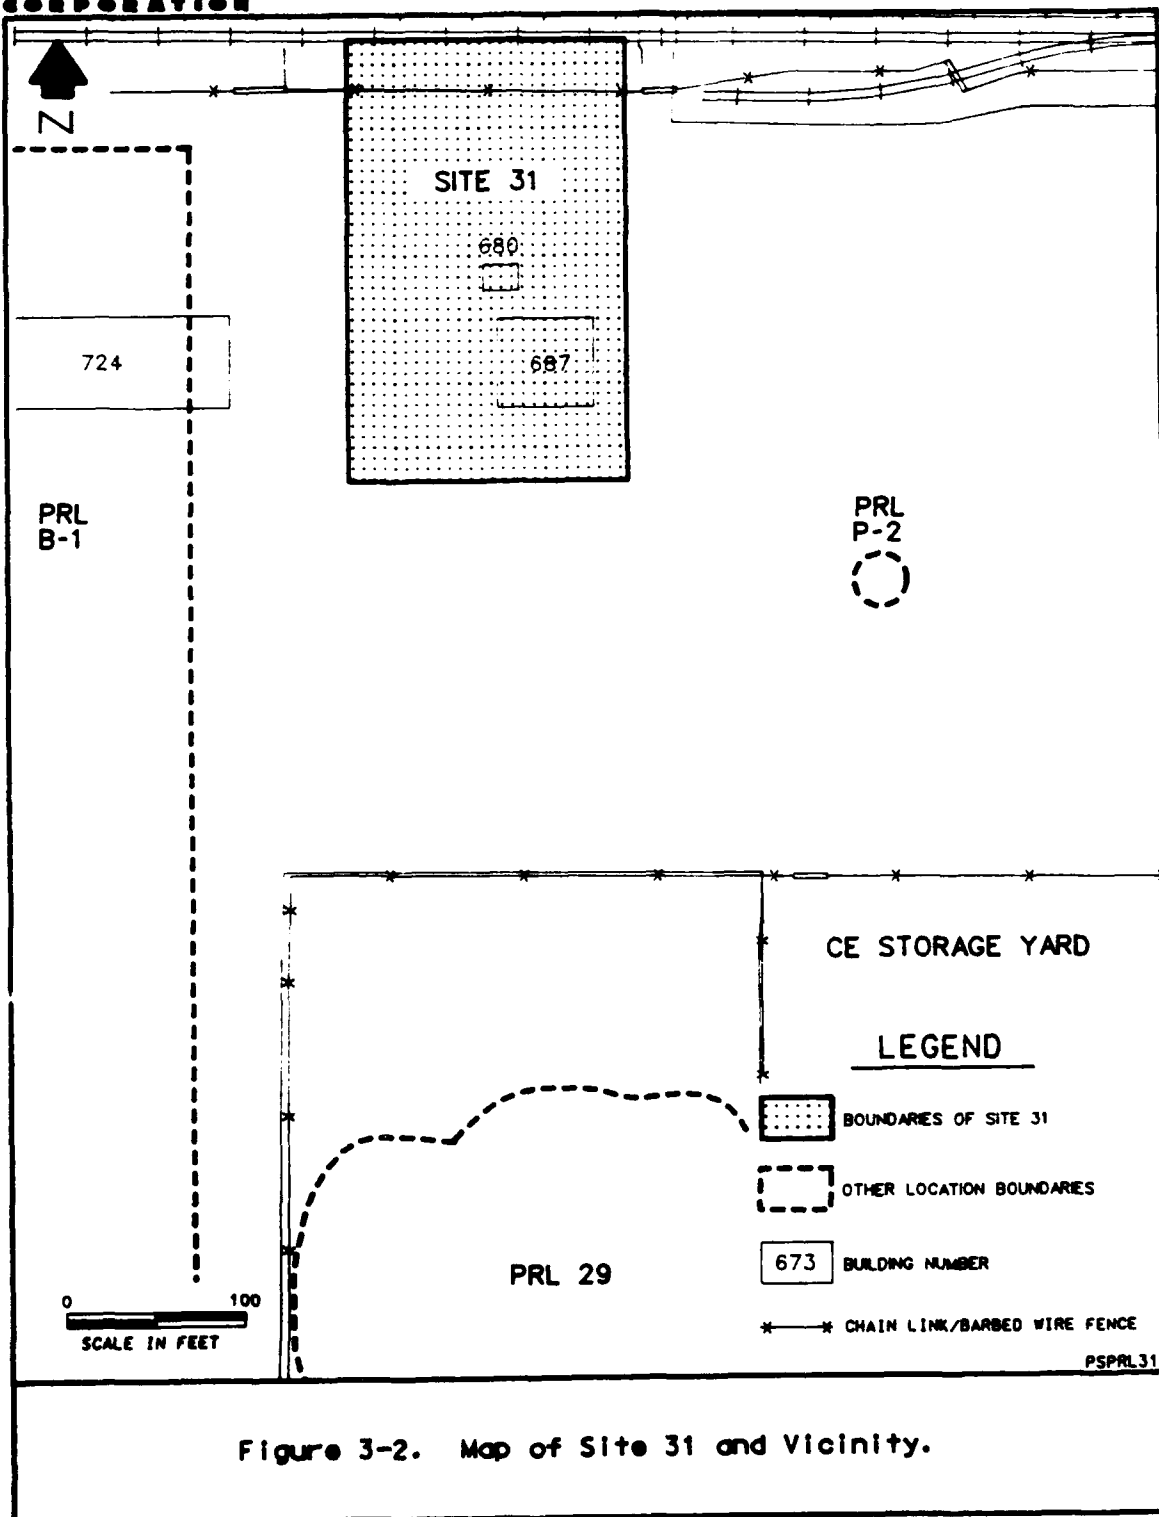 CORPORATION
N
SITE 31
680
687
724
PRL
B-1
PRL
P-2
CE STORAGE YARD
LEGEND
BOUNDARIES OF SITE 31
OTHER LOCATION BOUNDARIES
673 BUILDING NUMBER
CHAIN LINK/BARBED WIRE FENCE
PRL 29
0 100
SCALE IN FEET
PSPRL31
Figure 3-2. Map of Site 31 and Vicinity.